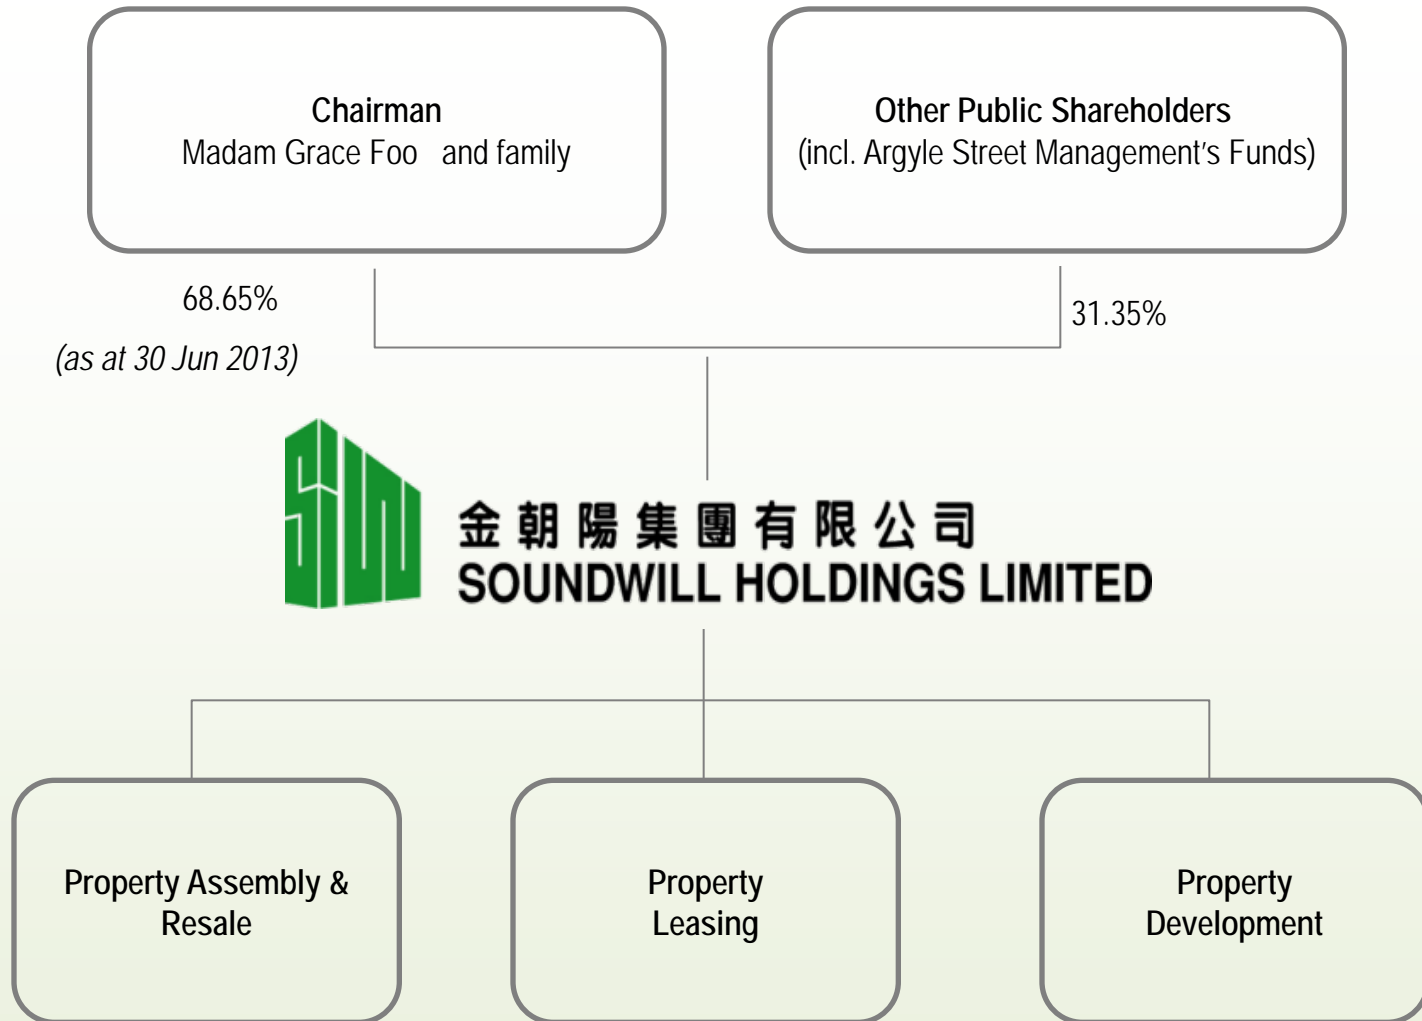 Chairman
Madam Grace Foo and family
Other Public Shareholders
(incl. Argyle Street Management's Funds)
68.65%
(as at 30 Jun 2013)
31.35%
金朝陽集團有限公司
SOUNDWILL HOLDINGS LIMITED
Property Assembly &
Resale
Property
Leasing
Property
Development